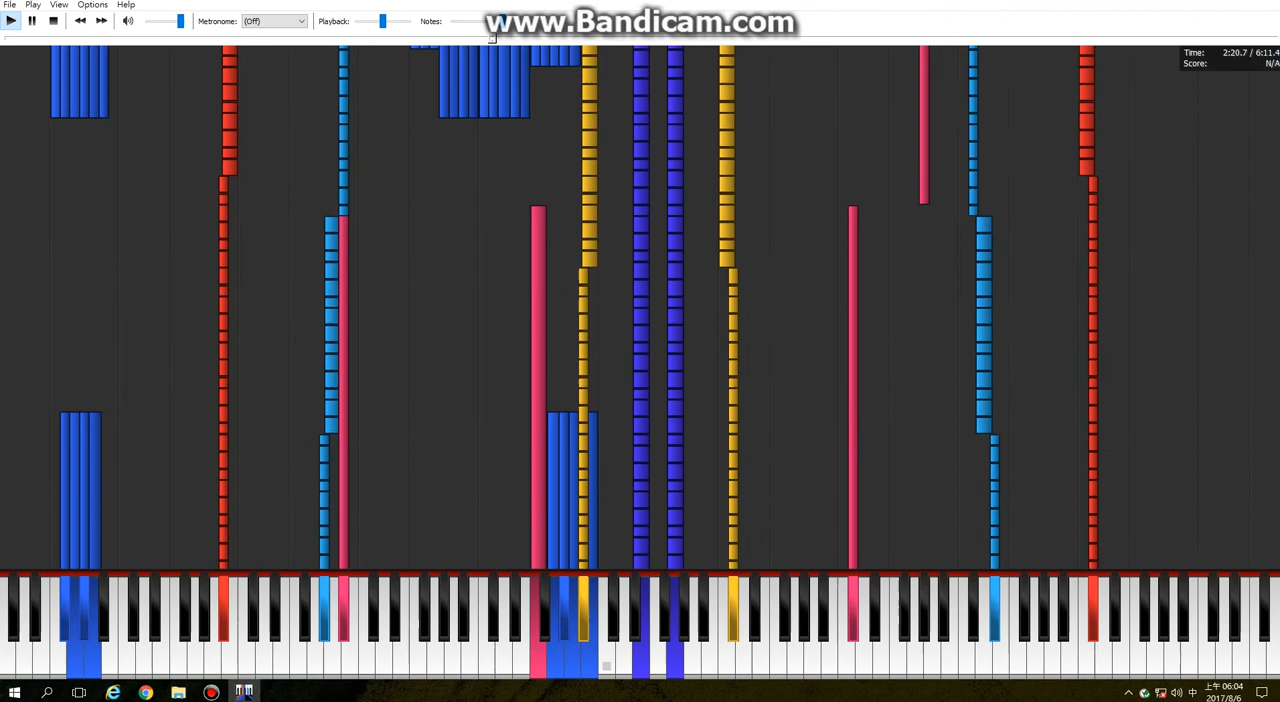 File Play View Options Help
www.Bandicam.com
Metronome: (Off) Playback: Notes:
Time: 2:20.7 / 6:11.4
Score: N/A
中
上午 06:04
2017/8/6